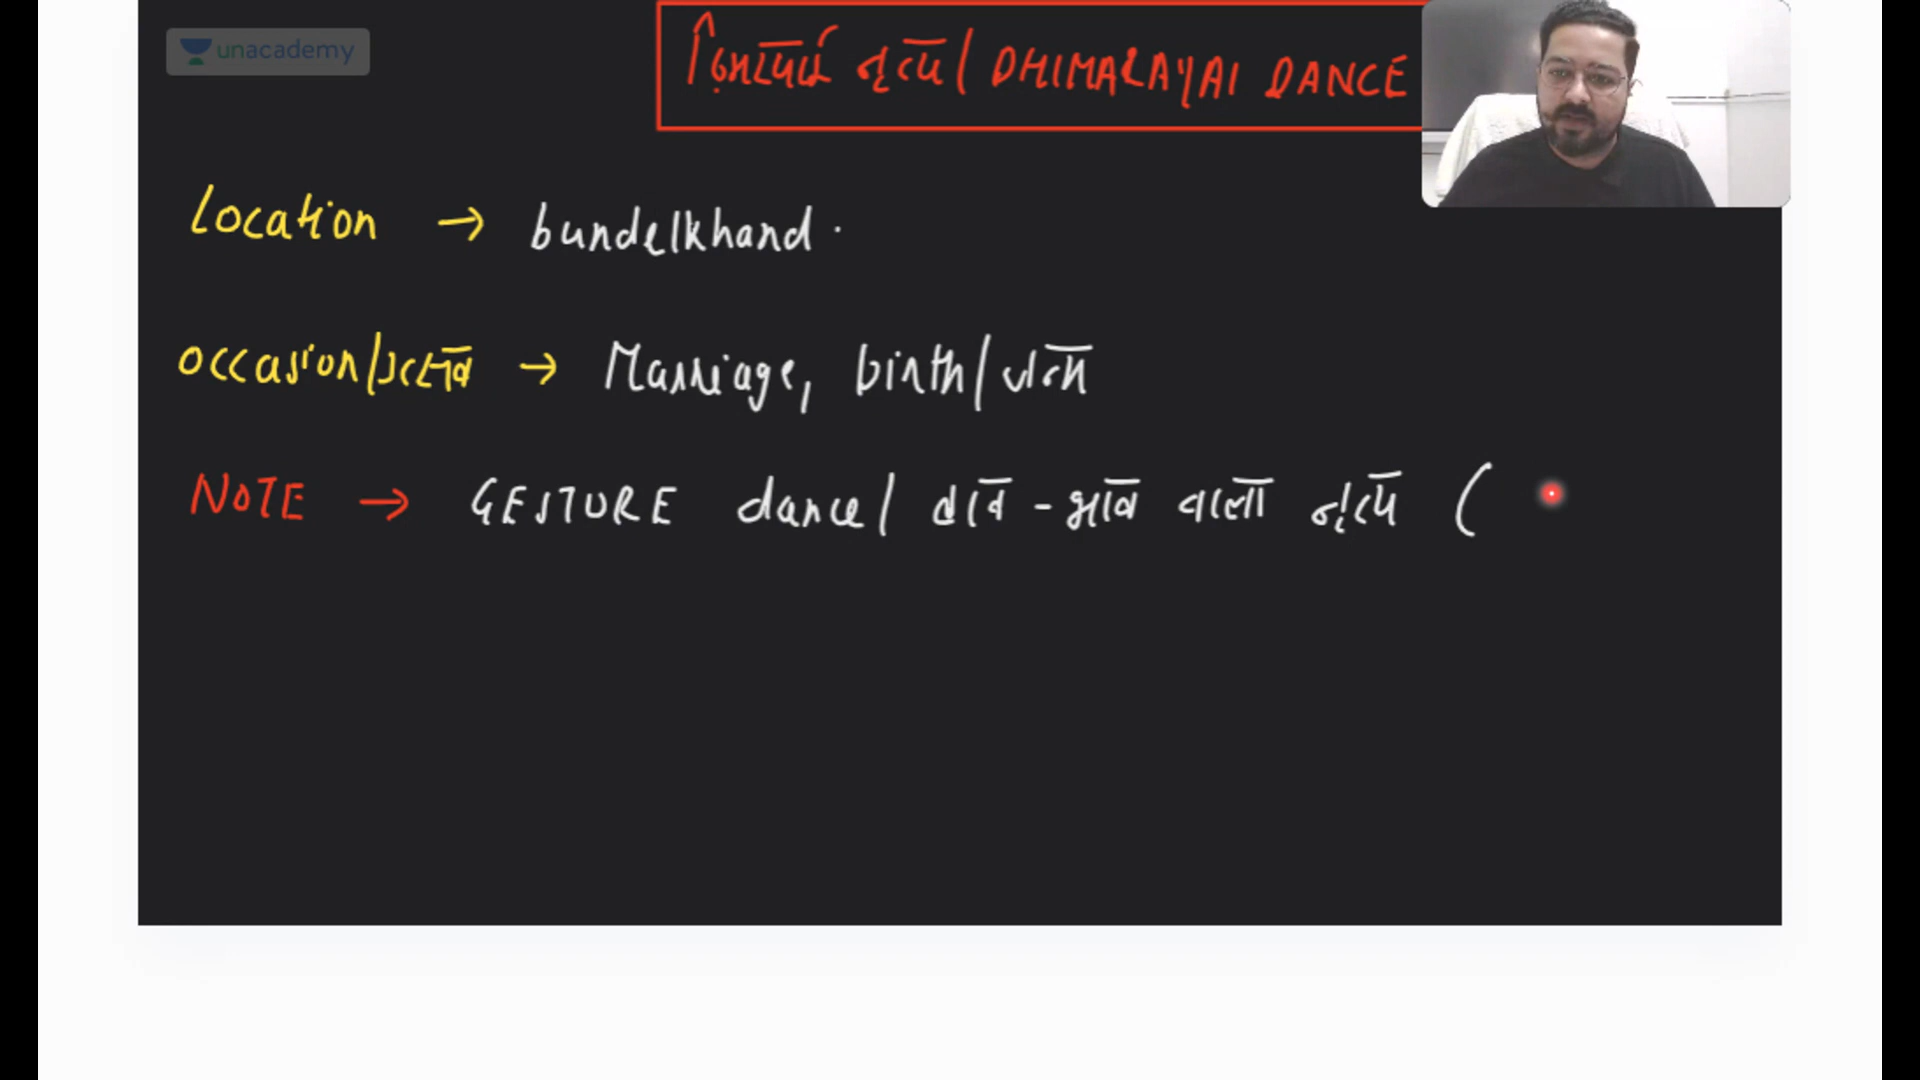 unacademy
ढ़िमरयाई नृत्य / DHIMARAYAI DANCE
Location → bundelkhand .
Occasion/उत्सव → Marriage, birth/जन्म
NOTE → GESTURE dance/ हाव - भाव वाला नृत्य (